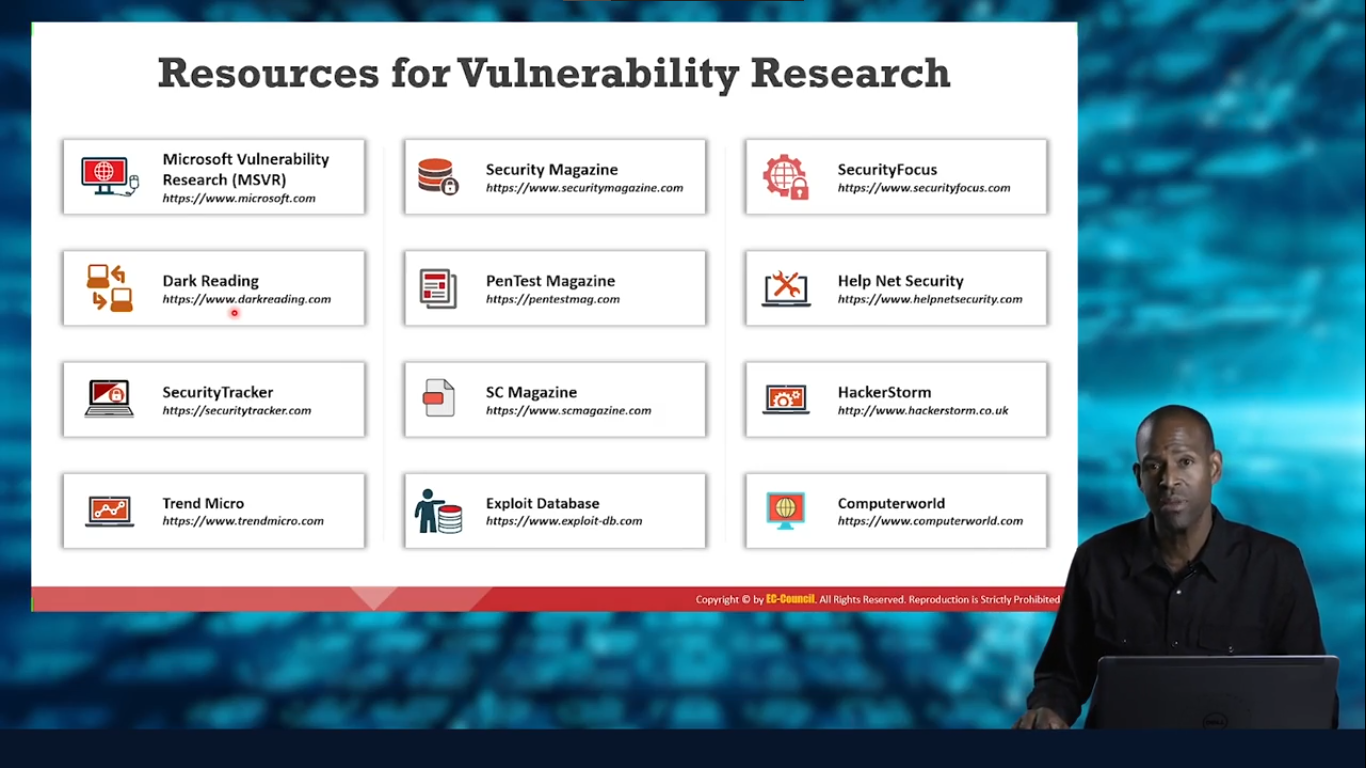 Resources for Vulnerability Research
Microsoft Vulnerability
Research (MSVR)
https://www.microsoft.com
Security Magazine
https://www.securitymagazine.com
SecurityFocus
https://www.securityfocus.com
Dark Reading
https://www.darkreading.com
PenTest Magazine
https://pentestmag.com
Help Net Security
https://www.helpnetsecurity.com
SecurityTracker
https://securitytracker.com
SC Magazine
https://www.scmagazine.com
HackerStorm
http://www.hackerstorm.co.uk
Trend Micro
https://www.trendmicro.com
Exploit Database
https://www.exploit-db.com
Computerworld
https://www.computerworld.com
Copyright © by EC-Council. All Rights Reserved. Reproduction is Strictly Prohibited
DELL